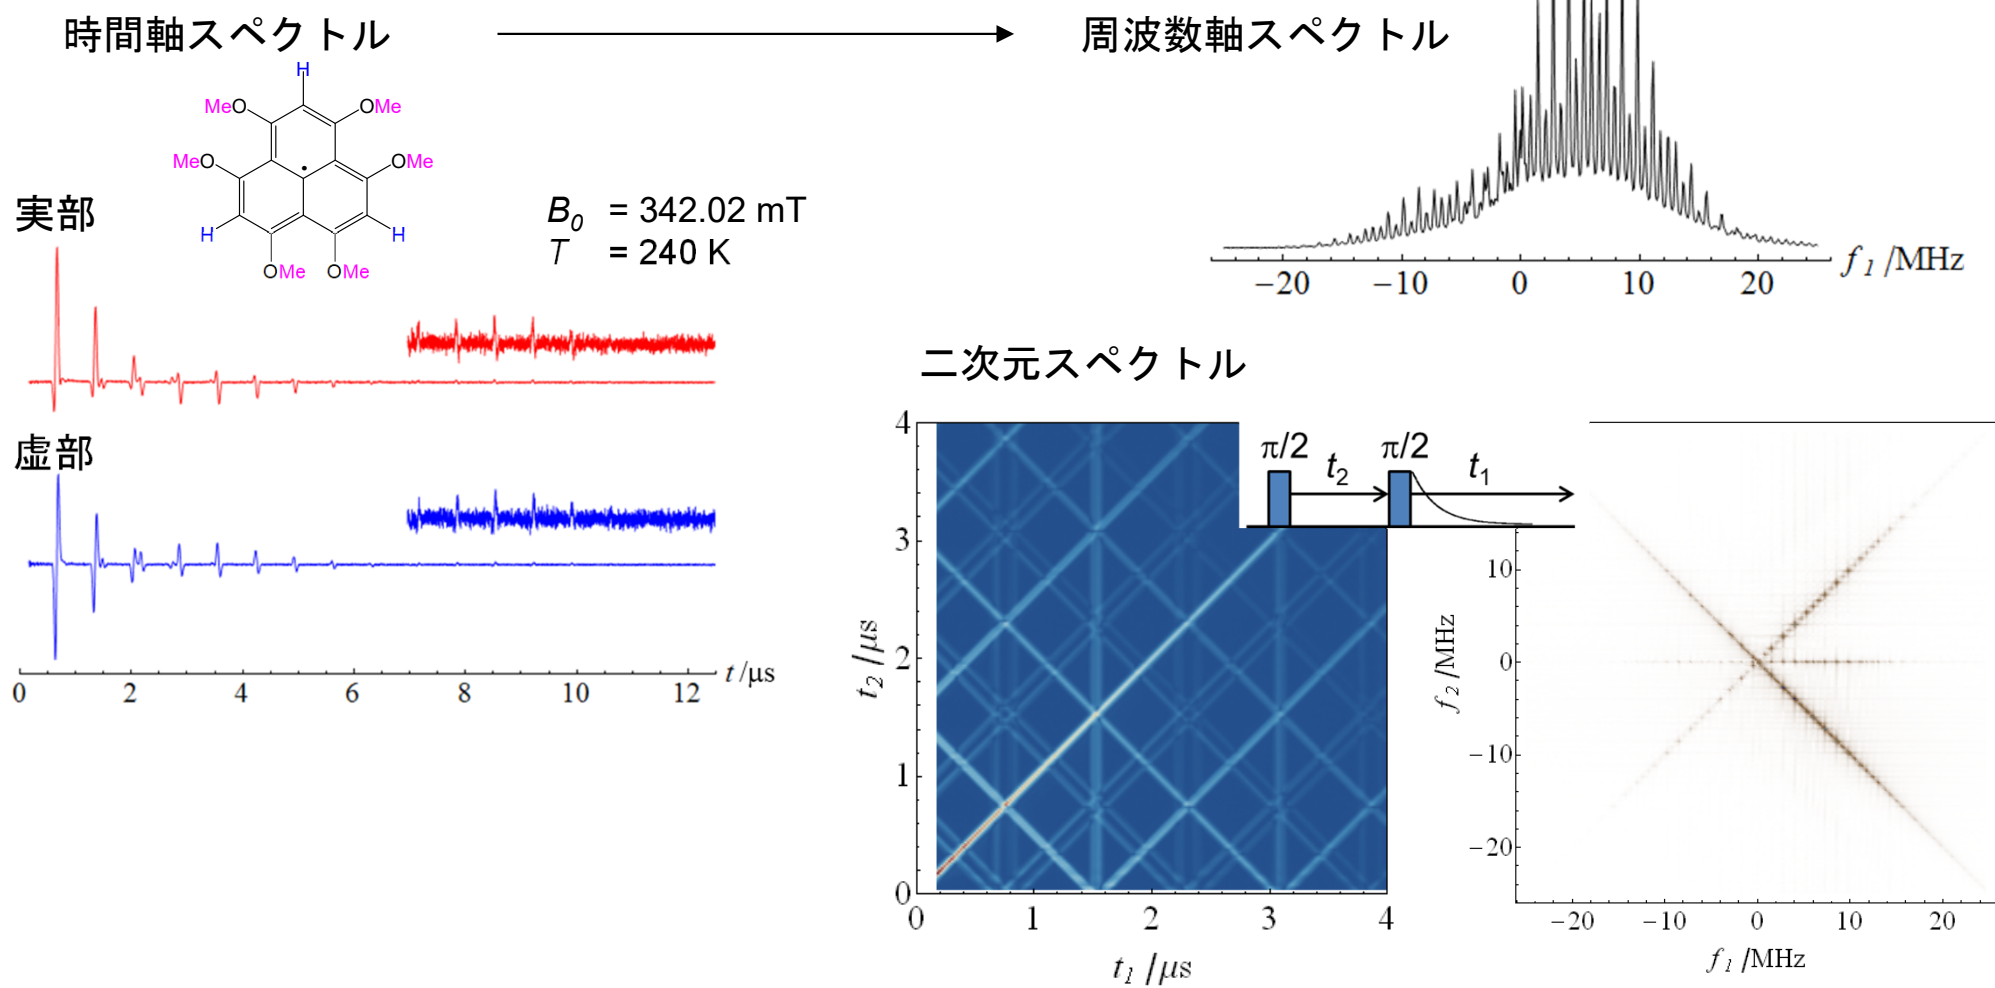 時間軸スペクトル
周波数軸スペクトル
H
MeO
OMe
MeO
OMe
H
H
OMe
OMe
B0 = 342.02 mT
T = 240 K
実部
虚部
0 2 4 6 8 10 12
t /μs
−20 −10 0 10 20
f1 /MHz
二次元スペクトル
π/2 t2 π/2 t1
4
3
2
1
0
t2 /μs
0 1 2 3 4
t1 /μs
10
0
−10
−20
f2 /MHz
−20 −10 0 10 20
f1 /MHz